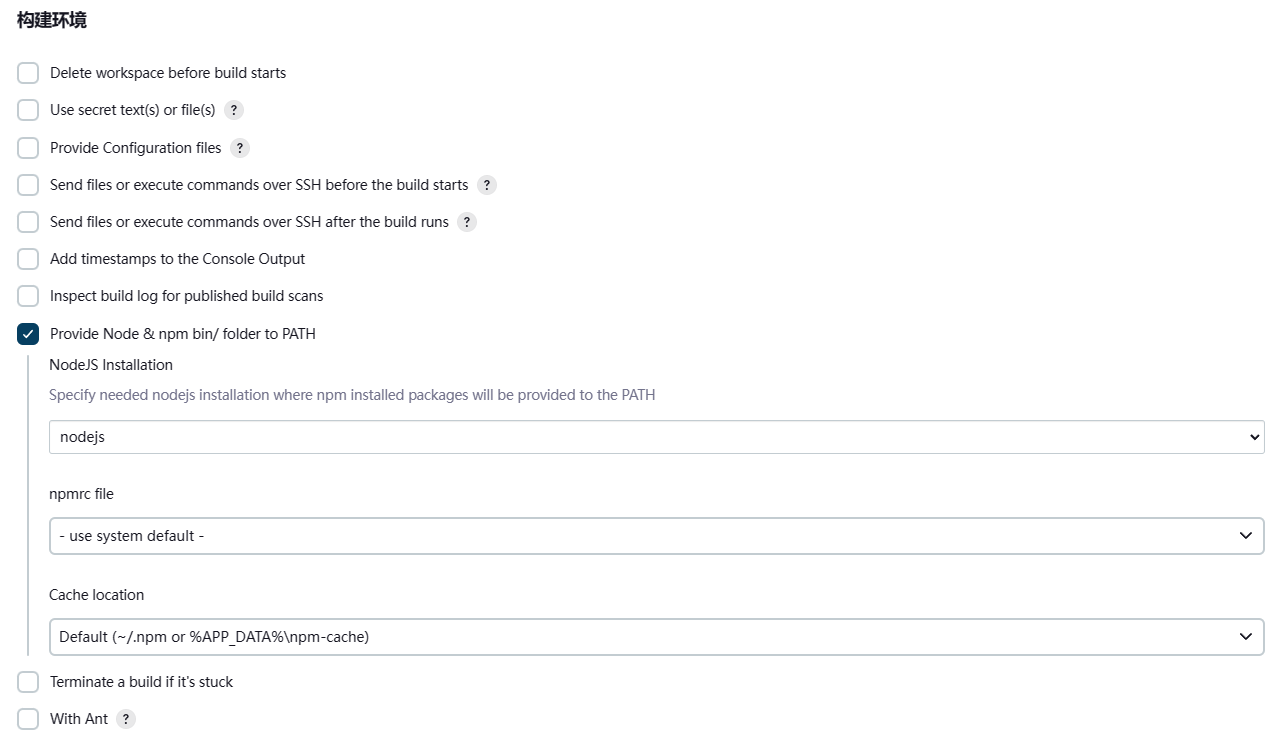 构建环境
Delete workspace before build starts
Use secret text(s) or file(s) ?
Provide Configuration files ?
Send files or execute commands over SSH before the build starts ?
Send files or execute commands over SSH after the build runs ?
Add timestamps to the Console Output
Inspect build log for published build scans
Provide Node & npm bin/ folder to PATH
NodeJS Installation
Specify needed nodejs installation where npm installed packages will be provided to the PATH
nodejs
npmrc file
- use system default -
Cache location
Default (~/.npm or %APP_DATA%\npm-cache)
Terminate a build if it's stuck
With Ant ?